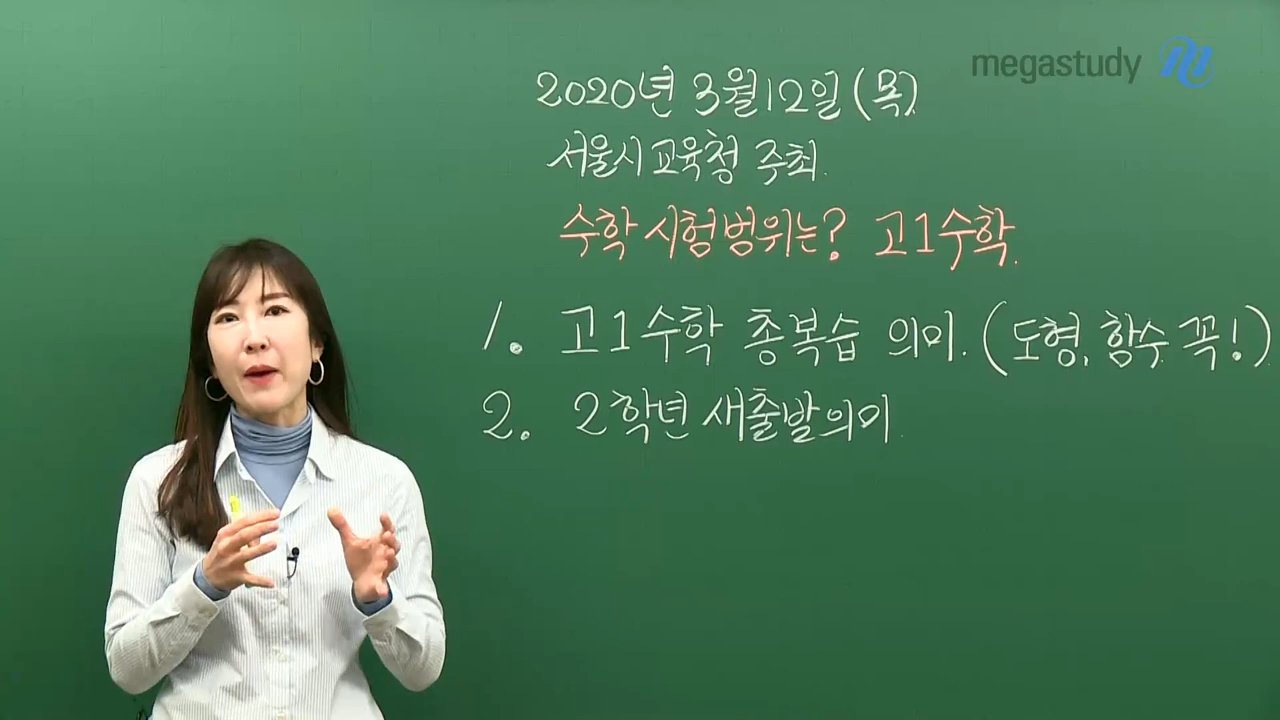 megastudy
2020년 3월 12일 (목)
서울시교육청 주최.
수학 시험범위는? 고1수학.
1. 고1수학 총복습 의미. (도형, 함수 꼭!)
2. 2학년 새출발의미.